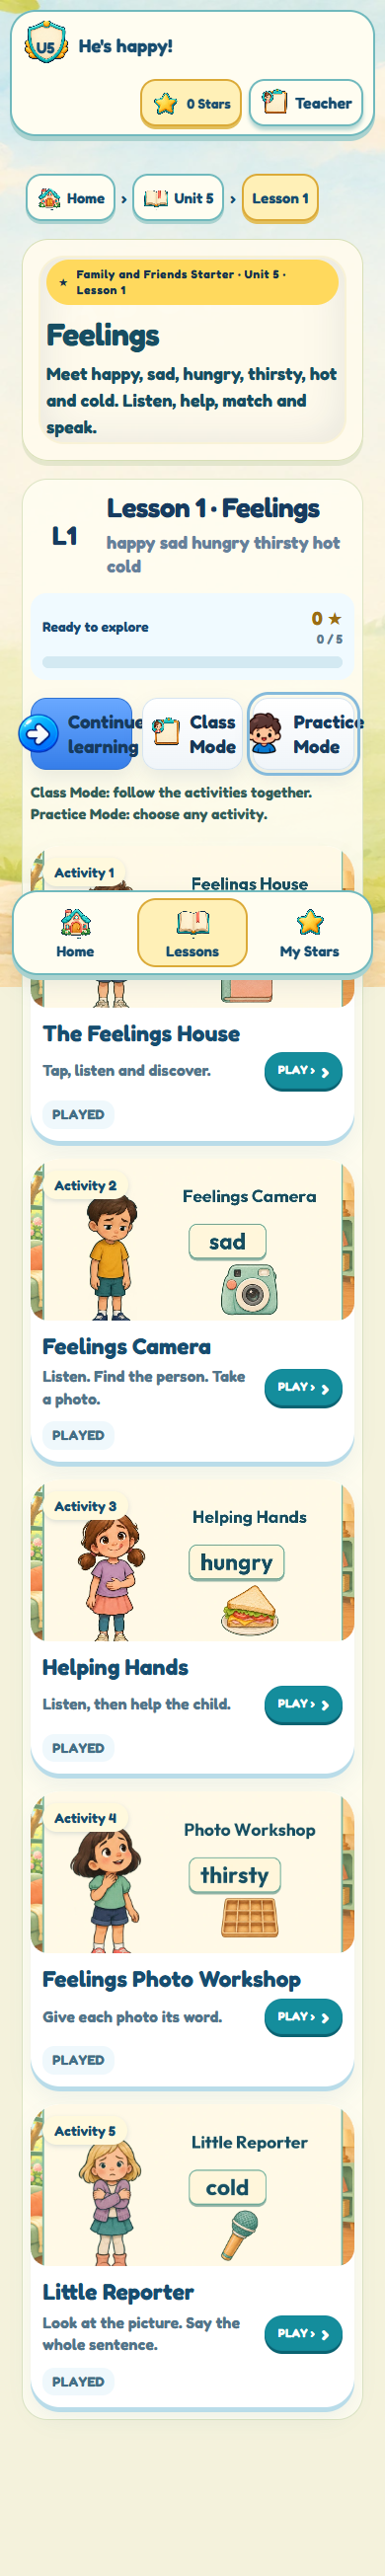 U5
He's happy!
0 Stars
Teacher
Home › Unit 5 › Lesson 1
★ Family and Friends Starter · Unit 5 ·
Lesson 1
Feelings
Meet happy, sad, hungry, thirsty, hot
and cold. Listen, help, match and
speak.
L1
Lesson 1 · Feelings
happy sad hungry thirsty hot
cold
Ready to explore
0 ★
0 / 5
Continue
learning
Class
Mode
Practice
Mode
Class Mode: follow the activities together.
Practice Mode: choose any activity.
Activity 1
Feelings House
Home
Lessons
My Stars
The Feelings House
Tap, listen and discover.
PLAY › ›
PLAYED
Activity 2
Feelings Camera
sad
Feelings Camera
Listen. Find the person. Take
a photo.
PLAY › ›
PLAYED
Activity 3
Helping Hands
hungry
Helping Hands
Listen, then help the child.
PLAY › ›
PLAYED
Activity 4
Photo Workshop
thirsty
Feelings Photo Workshop
Give each photo its word.
PLAY › ›
PLAYED
Activity 5
Little Reporter
cold
Little Reporter
Look at the picture. Say the
whole sentence.
PLAY › ›
PLAYED